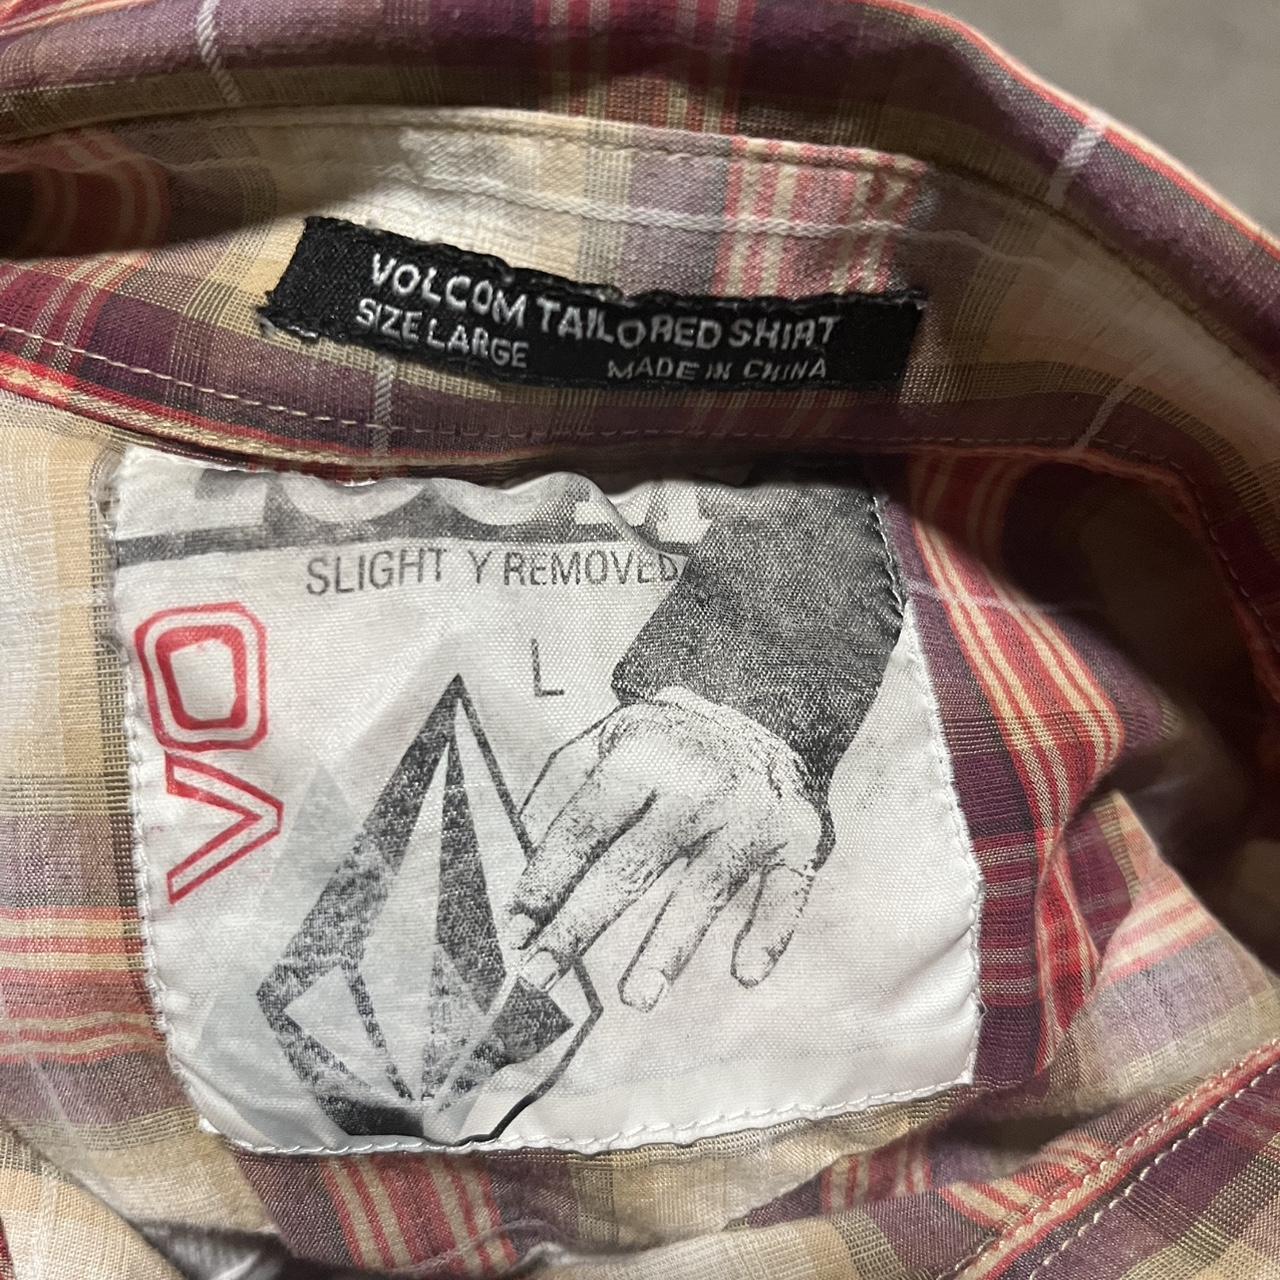 VOLCOM TAILORED SHIRT
SIZE LARGE
MADE IN CHINA
SLIGHT Y REMOVED
L
VO